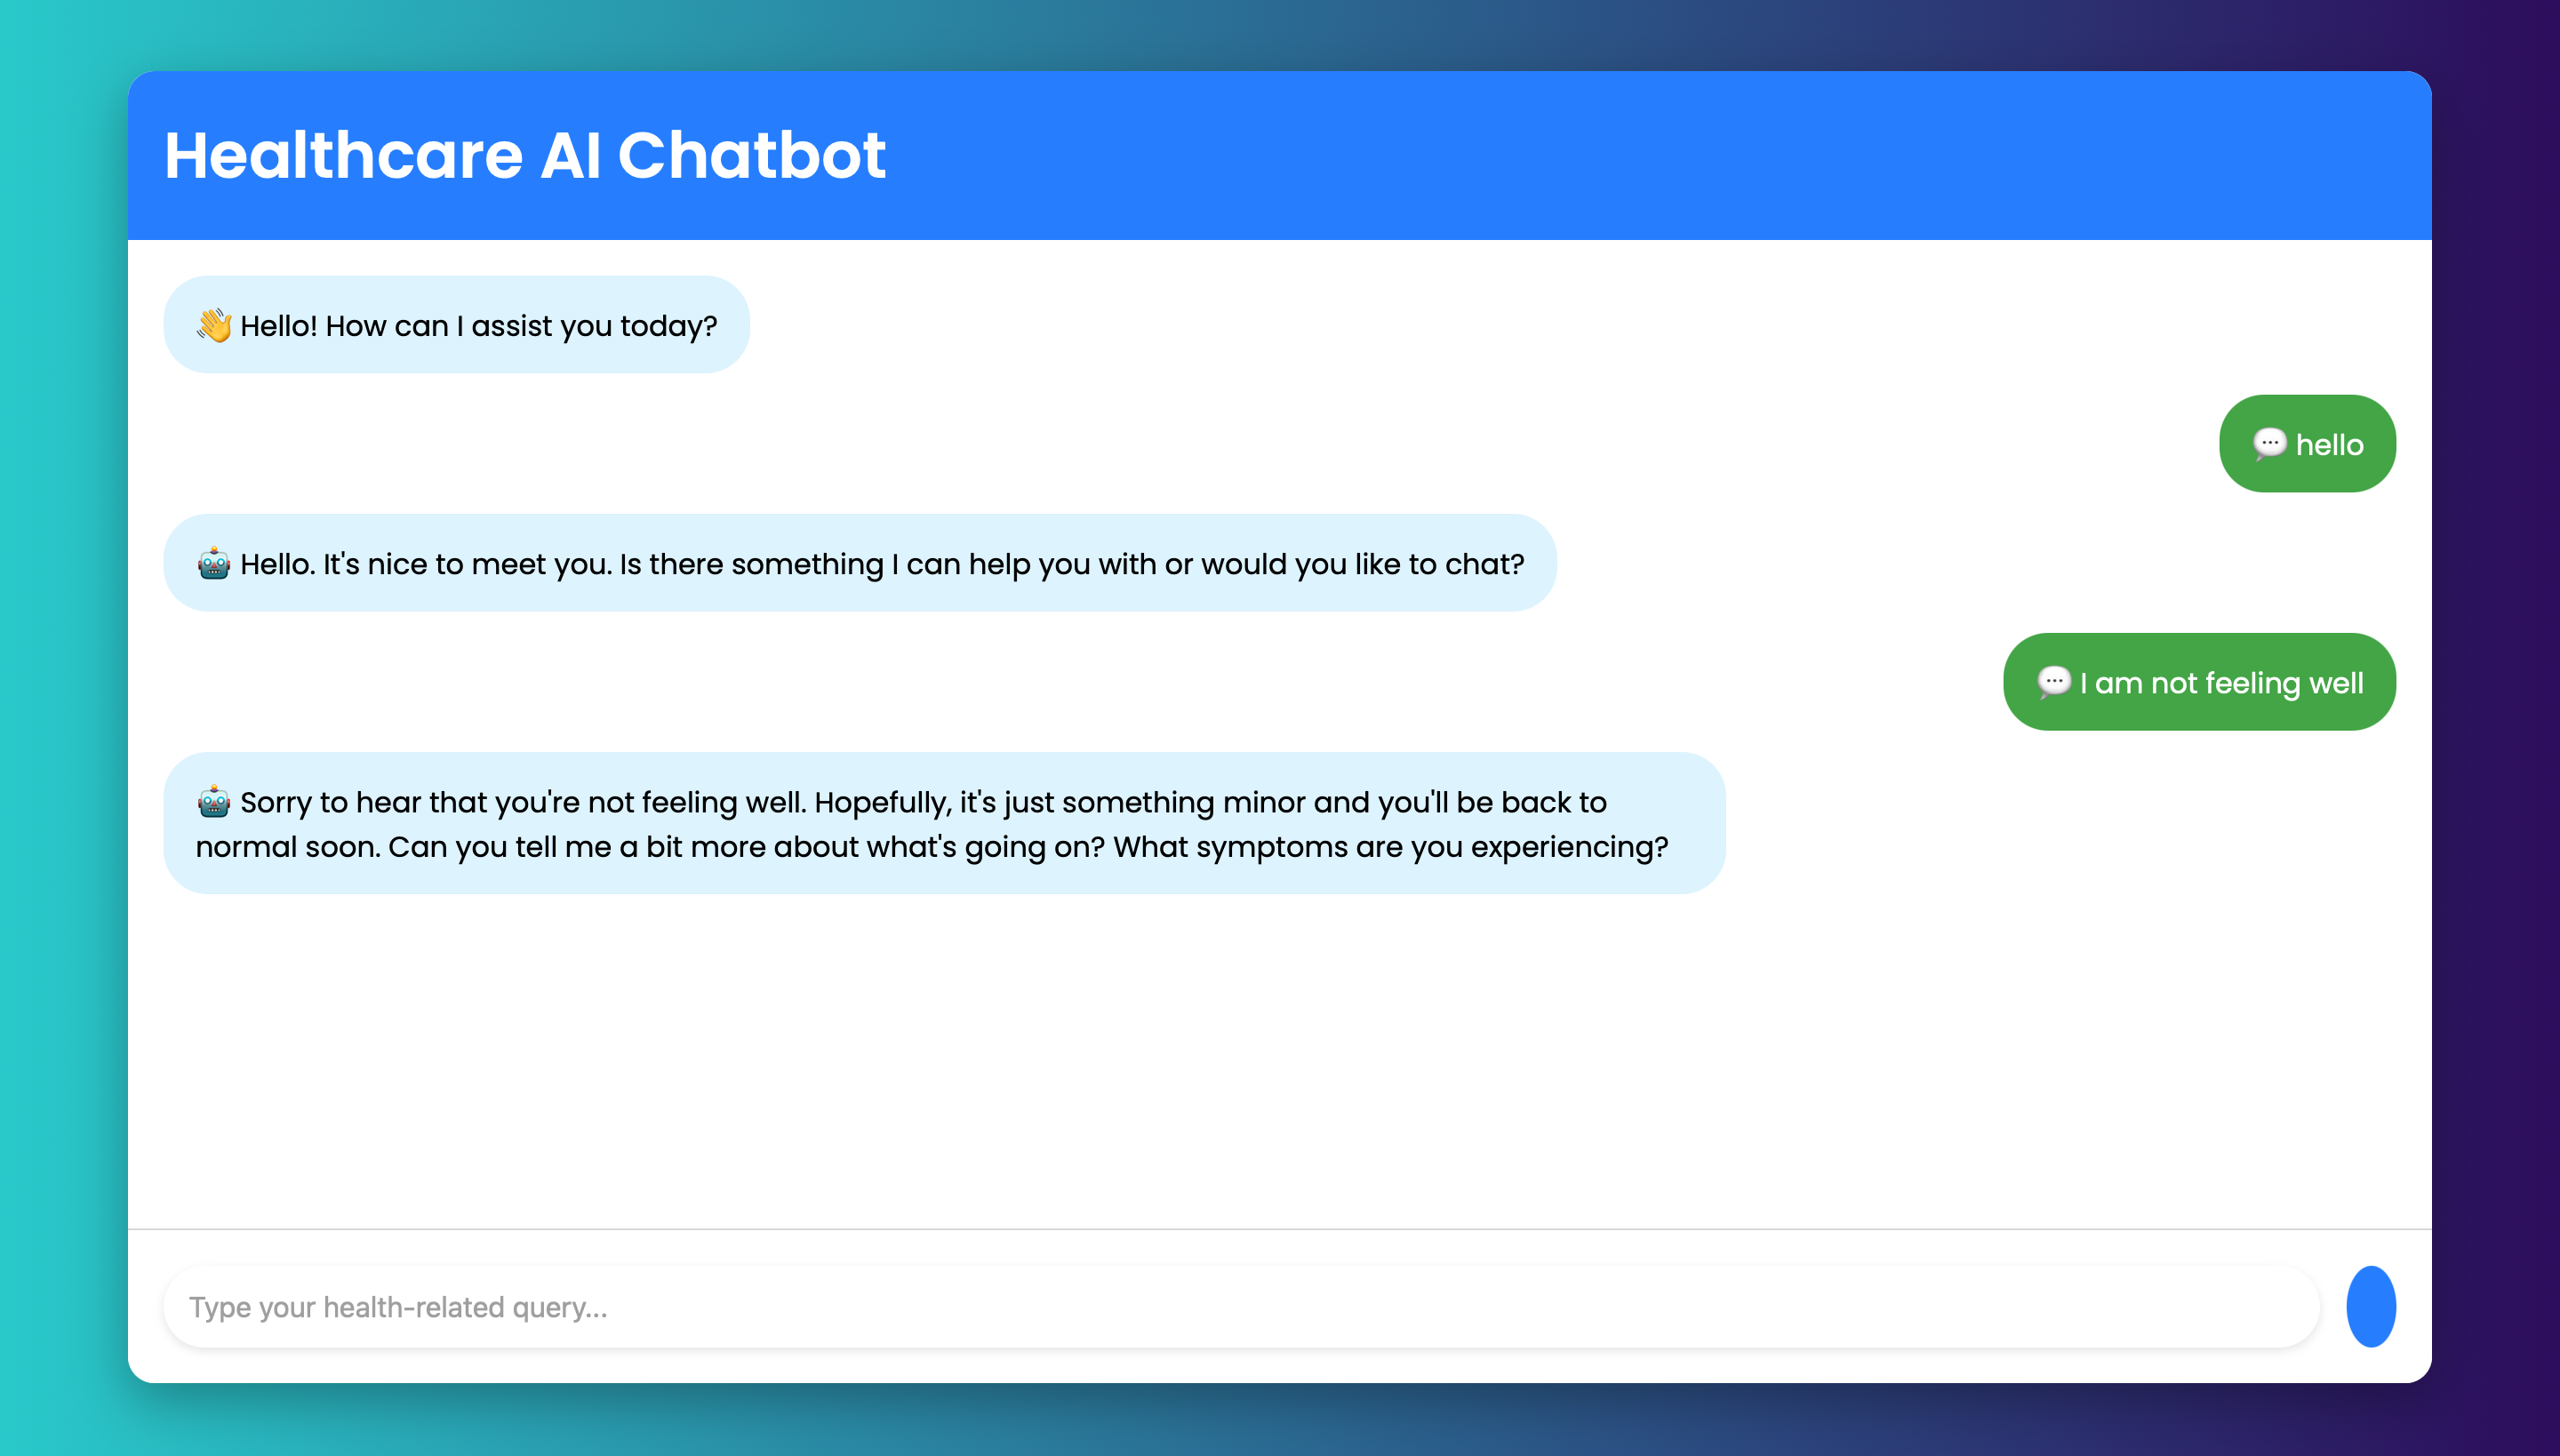 Healthcare AI Chatbot
👋 Hello! How can I assist you today?
💬 hello
🤖 Hello. It's nice to meet you. Is there something I can help you with or would you like to chat?
💬 I am not feeling well
🤖 Sorry to hear that you're not feeling well. Hopefully, it's just something minor and you'll be back to
normal soon. Can you tell me a bit more about what's going on? What symptoms are you experiencing?
Type your health-related query...